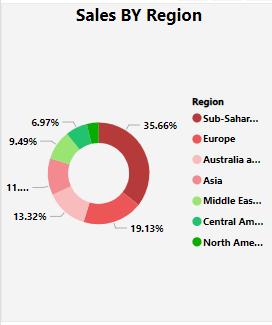 Sales BY Region
6.97%
35.66%
9.49%
11....
13.32%
19.13%
Region
Sub-Sahar...
Europe
Australia a...
Asia
Middle Eas...
Central Am...
North Ame...